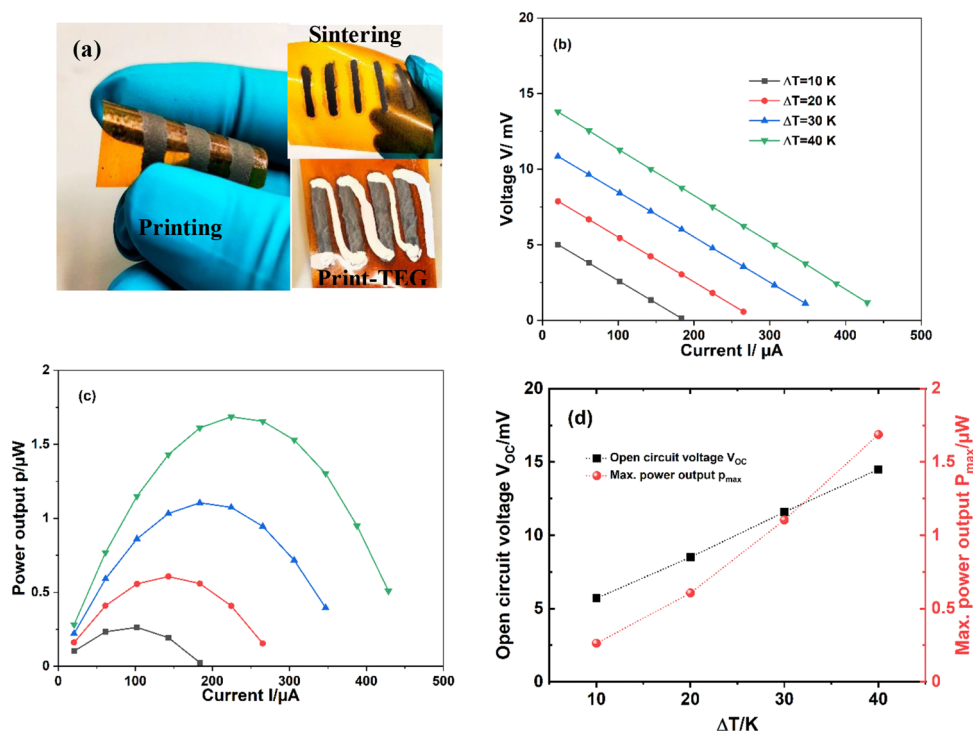 (a)
Sintering
Printing
Print-TEG
(b)
ΛT=10 K
ΛT=20 K
ΛT=30 K
ΛT=40 K
Voltage V/ mV
20
15
10
5
0
0
100
200
300
400
500
Current I/ µA
(c)
Power output p/µW
2
1.5
1
0.5
0
0
100
200
300
400
500
Current I/µA
(d)
Open circuit voltage V_OC
Max. power output p_max
Open circuit voltage V_OC/mV
20
15
10
5
0
10
20
30
40
ΔT/K
2
1.5
1
0.5
0
Max. power output P_max/µW